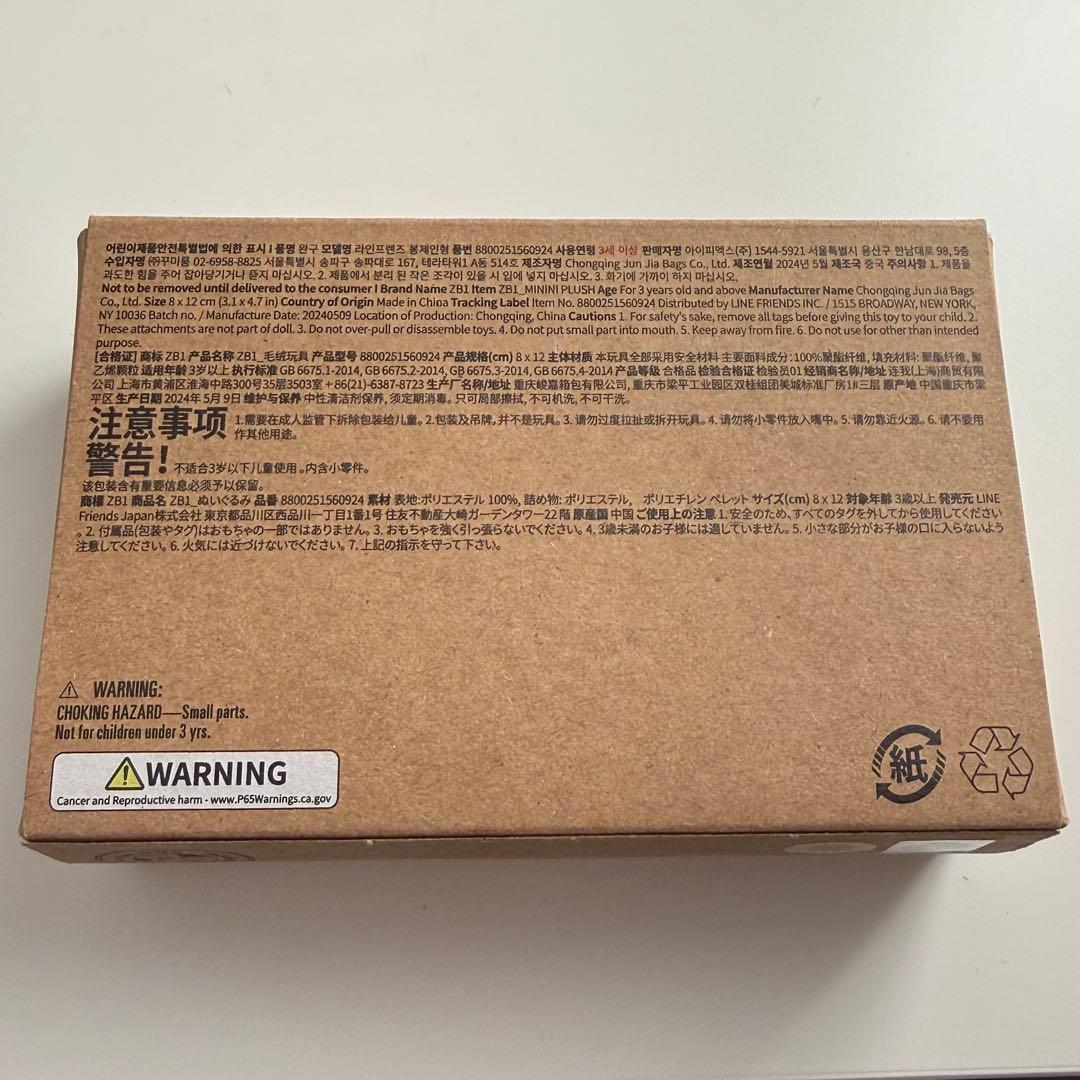 어린이제품안전특별법에 의한 표시 I 품명 완구 모델명 라인프렌즈 봉제인형 품번 8800251560924 사용연령 3세 이상 판매자명 아이피엑스(주) 1544-5921 서울특별시 용산구 한남대로 98, 5층
수입자명 ㈜꾸미룸 02-6958-8825 서울특별시 송파구 송파대로 167, 테라타워1 A동 514호 제조자명 Chongqing Jun Jia Bags Co., Ltd. 제조연월 2024년 5월 제조국 중국 주의사항 1. 제품을
과도한 힘을 주어 잡아당기거나 뜯지 마십시오. 2. 제품에서 분리 된 작은 조각이 있을 시 입에 넣지 마십시오. 3. 화기에 가까이 하지 마십시오.
Not to be removed until delivered to the consumer I Brand Name ZB1 Item ZB1_MININI PLUSH Age For 3 years old and above Manufacturer Name Chongqing Jun Jia Bags
Co., Ltd. Size 8 x 12 cm (3.1 x 4.7 in) Country of Origin Made in China Tracking Label Item No. 8800251560924 Distributed by LINE FRIENDS INC. / 1515 BROADWAY, NEW YORK,
NY 10036 Batch no. / Manufacture Date: 20240509 Location of Production: Chongqing, China Cautions 1. For safety's sake, remove all tags before giving this toy to your child. 2.
These attachments are not part of doll. 3. Do not over-pull or disassemble toys. 4. Do not put small part into mouth. 5. Keep away from fire. 6. Do not use for other than intended
purpose.
[合格证] 商标 ZB1 产品名称 ZB1_毛绒玩具 产品型号 8800251560924 产品规格(cm) 8 x 12 主体材质 本玩具全部采用安全材料 主要面料成分: 100%聚酯纤维, 填充材料: 聚酯纤维, 聚
乙烯颗粒 适用年龄 3岁以上 执行标准 GB 6675.1-2014, GB 6675.2-2014, GB 6675.3-2014, GB 6675.4-2014 产品等级 合格品 检验合格证 检验员01 经销商名称/地址 连我(上海)商贸有限
公司 上海市黄浦区淮海中路300号35层3503室 +86(21)-6387-8723 生产厂名称/地址 重庆峻嘉箱包有限公司, 重庆市梁平工业园区双桂组团美城标准厂房1#三层 原产地 中国重庆市梁
平区 生产日期 2024年 5月 9日 维护与保养 中性清洁剂保养, 须定期消毒。只可局部擦拭, 不可机洗, 不可干洗。
注意事项 1.需要在成人监管下拆除包装给儿童。2.包装及吊牌, 并不是玩具。3. 请勿过度拉扯或拆开玩具。4. 请勿将小零件放入嘴中。5. 请勿靠近火源。6. 请不要用
作其他用途。
警告! 不适合3岁以下儿童使用。内含小零件。
该包装含有重要信息必须予以保留。
商標 ZB1 商品名 ZB1_ぬいぐるみ 品番 8800251560924 素材 表地:ポリエステル 100%, 詰め物: ポリエステル, ポリエチレン ペレット サイズ(cm) 8 x 12 対象年齢 3歳以上 発売元 LINE
Friends Japan株式会社 東京都品川区西品川一丁目1番1号 住友不動産大崎ガーデンタワー22階 原産国 中国 ご使用上の注意 1. 安全のため、すべてのタグを外してから使用してください
。2. 付属品(包装やタグ)はおもちゃの一部ではありません。3. おもちゃを強く引っ張らないでください。4. 3歳未満のお子様には適していません。5. 小さな部分がお子様の口に入らないよう
注意してください。6. 火気には近づけないでください。7. 上記の指示を守って下さい。
WARNING:
CHOKING HAZARD—Small parts.
Not for children under 3 yrs.
WARNING
Cancer and Reproductive harm - www.P65Warnings.ca.gov
紙